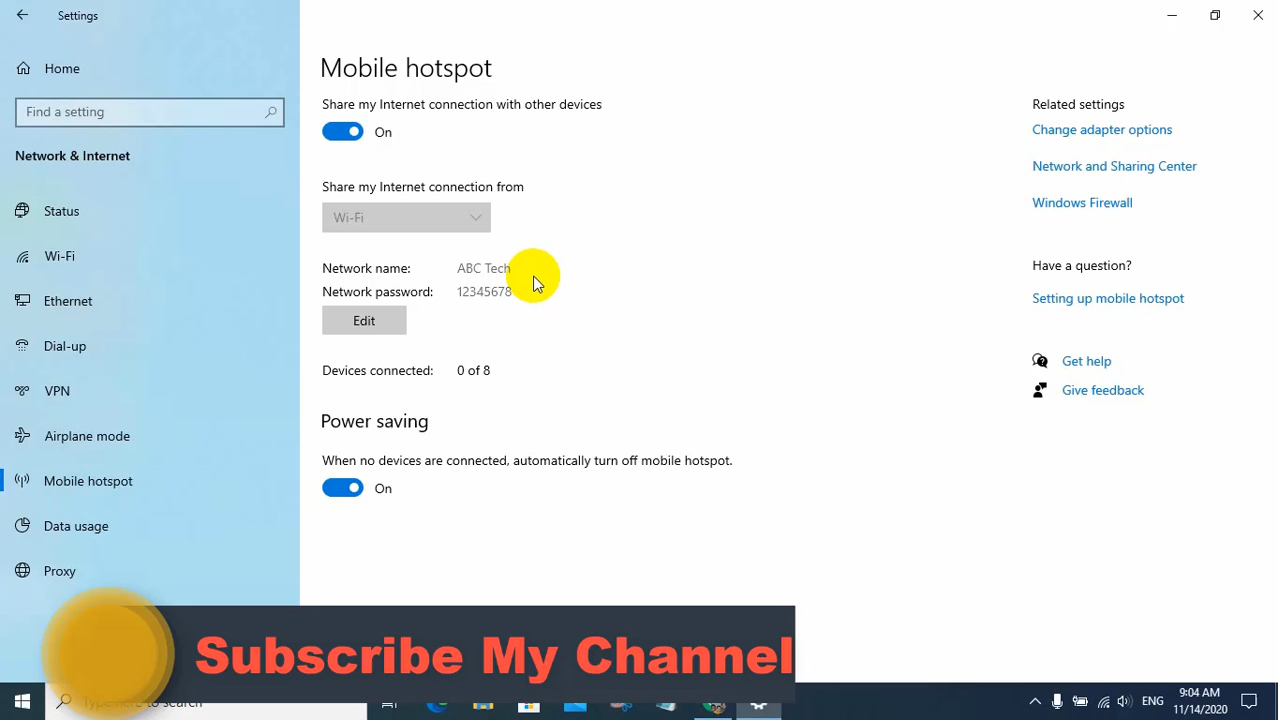 Settings
Home
Find a setting
Network & Internet
Status
Wi-Fi
Ethernet
Dial-up
VPN
Airplane mode
Mobile hotspot
Data usage
Proxy
Mobile hotspot
Share my Internet connection with other devices
On
Share my Internet connection from
Wi-Fi
Network name: ABC Tech
Network password: 12345678
Edit
Devices connected: 0 of 8
Power saving
When no devices are connected, automatically turn off mobile hotspot.
On
Related settings
Change adapter options
Network and Sharing Center
Windows Firewall
Have a question?
Setting up mobile hotspot
Get help
Give feedback
Subscribe My Channel
Type here to search
ENG
9:04 AM
11/14/2020